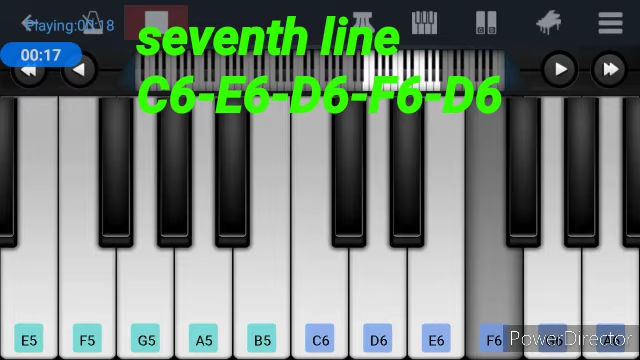 Playing:00:18
00:17
seventh line
C6-E6-D6-F6-D6
E5 F5 G5 A5 B5 C6 D6 E6 F6
PowerDirector